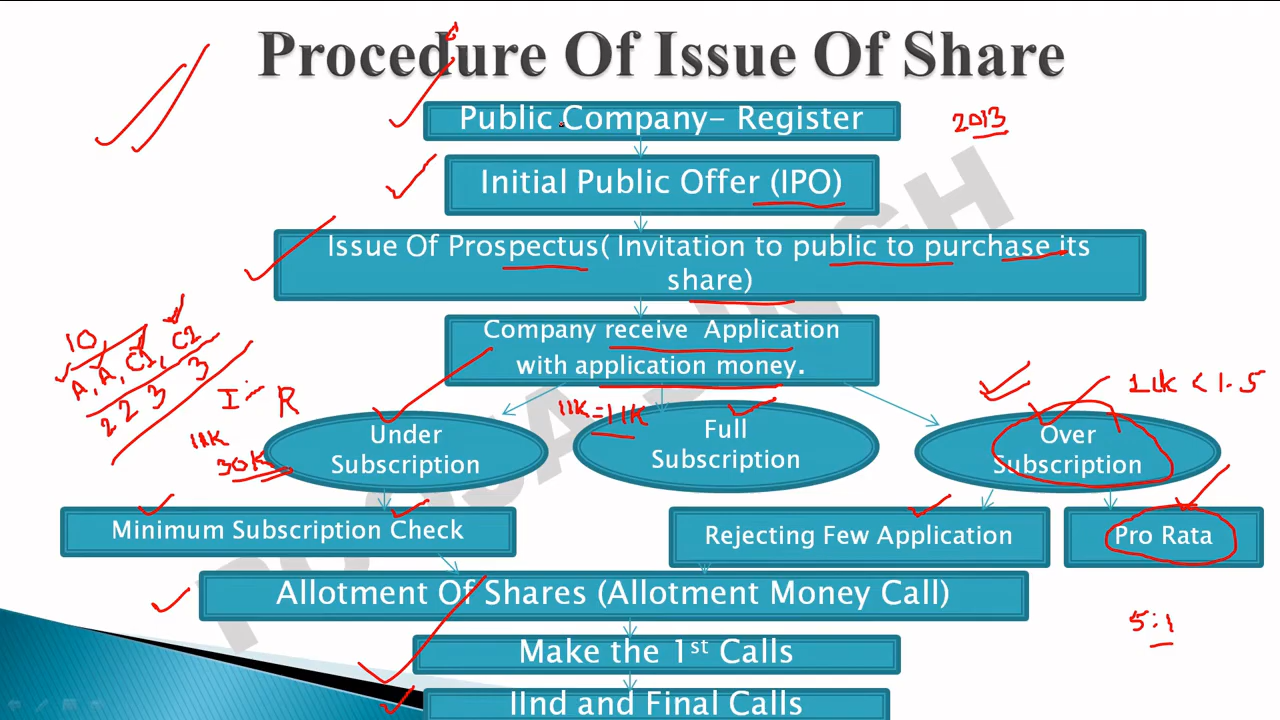 Procedure Of Issue Of Share
Public Company- Register
2013
Initial Public Offer (IPO)
Issue Of Prospectus( Invitation to public to purchase its
share)
Company receive Application
with application money.
10,
A, A, C1, C2
2 2 3 3
I :- R
11K
30K
11K = 11K
11K < 1.5
Under
Subscription
Full
Subscription
Over
Subscription
Minimum Subscription Check
Rejecting Few Application
Pro Rata
Allotment Of Shares (Allotment Money Call)
5:1
Make the 1st Calls
IInd and Final Calls